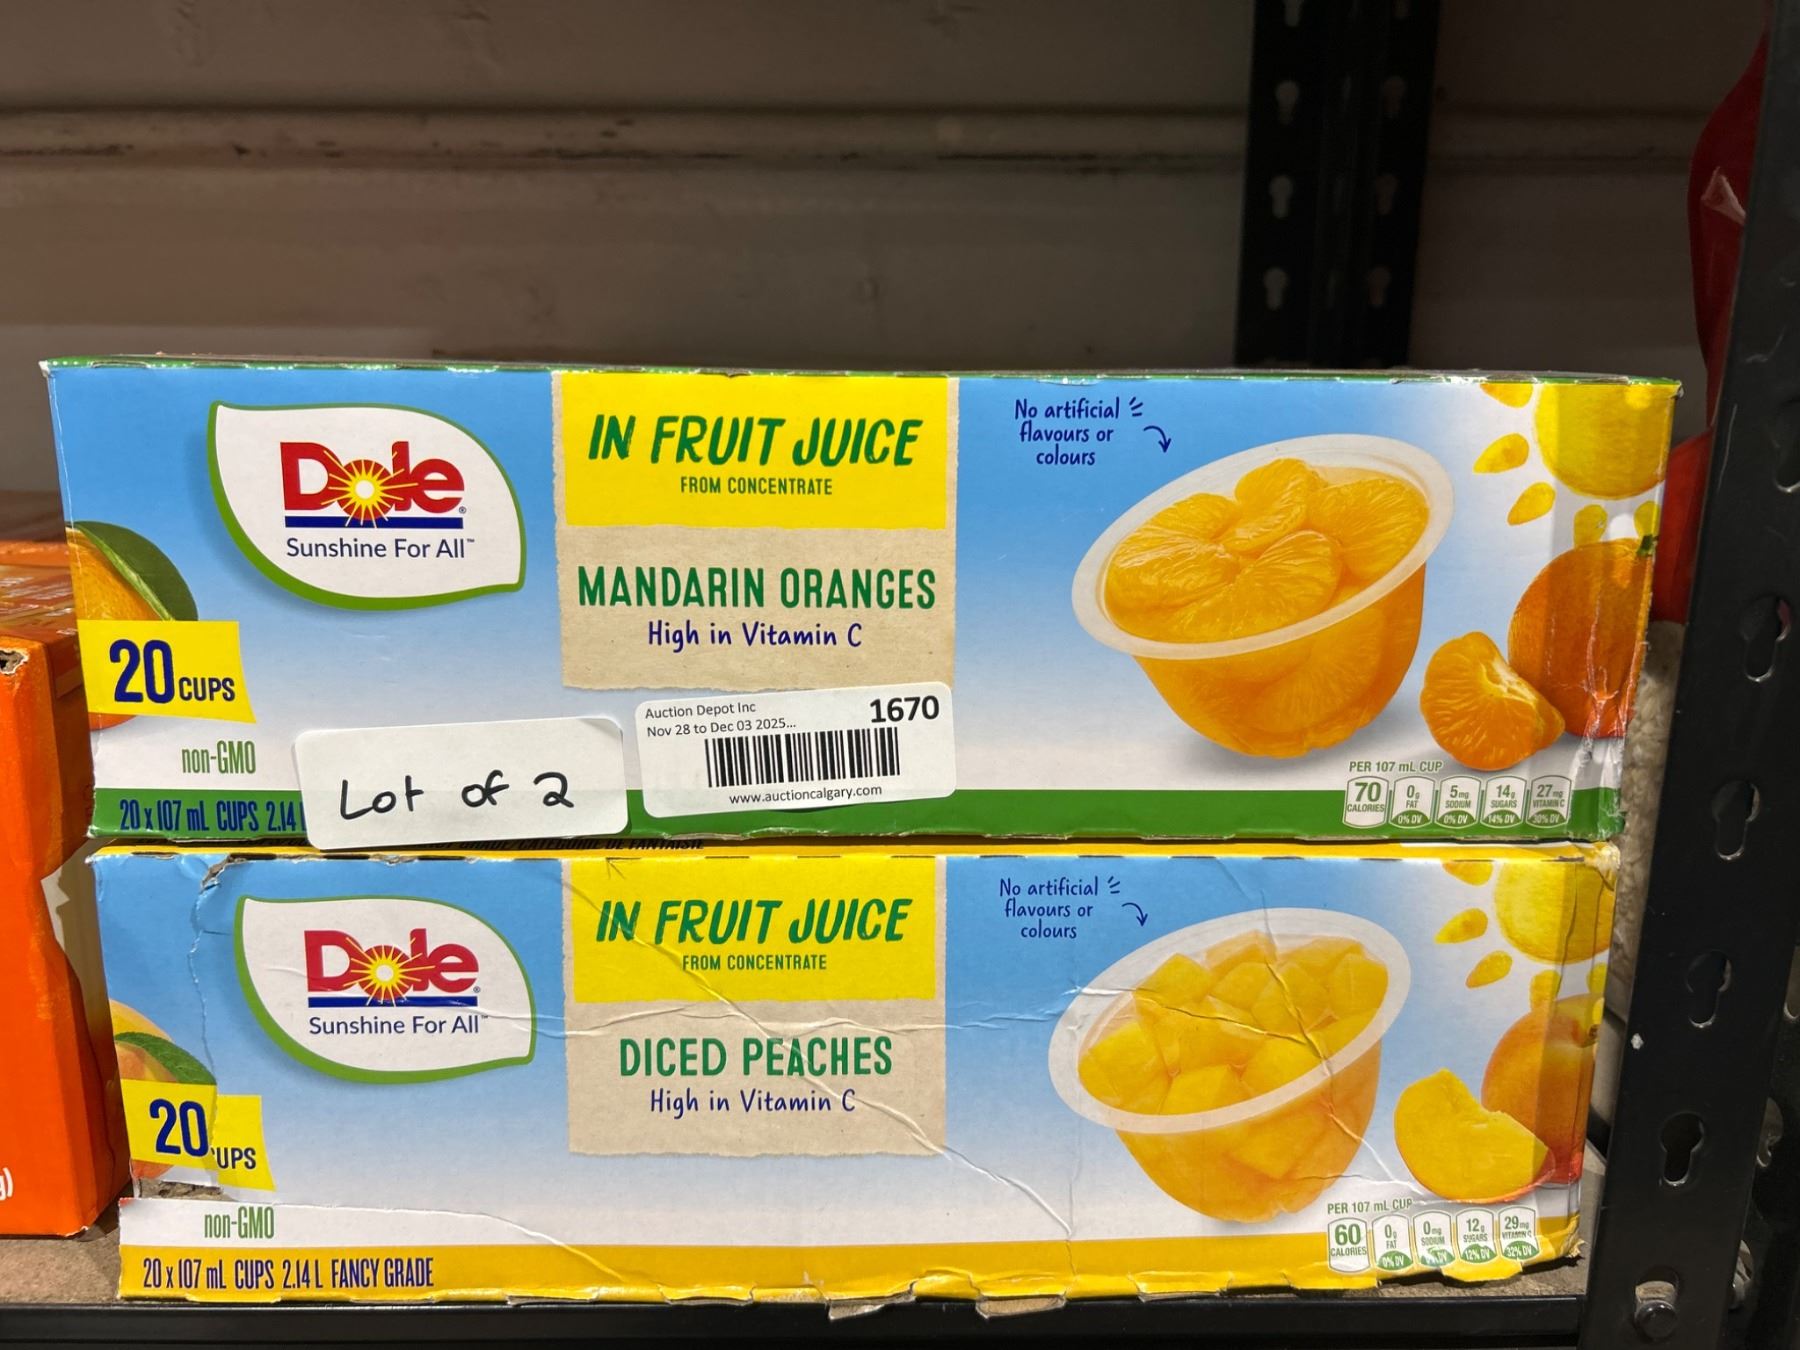 Dole®
Sunshine For All™
IN FRUIT JUICE
FROM CONCENTRATE
MANDARIN ORANGES
High in Vitamin C
No artificial
flavours or
colours
20 CUPS
non-GMO
20 x 107 mL CUPS 2.14
Lot of 2
Auction Depot Inc
Nov 28 to Dec 03 2025...
1670
www.auctioncalgary.com
PER 107 mL CUP
70 CALORIES
0g FAT 0% DV
5mg SODIUM 0% DV
14g SUGARS 14% DV
27mg VITAMIN C 30% DV
Dole®
Sunshine For All™
IN FRUIT JUICE
FROM CONCENTRATE
DICED PEACHES
High in Vitamin C
No artificial
flavours or
colours
20 CUPS
non-GMO
20 x 107 mL CUPS 2.14 L FANCY GRADE
PER 107 mL CUP
60 CALORIES
0g FAT 0% DV
0mg SODIUM
12g SUGARS 12% DV
29mg VITAMIN C 32% DV